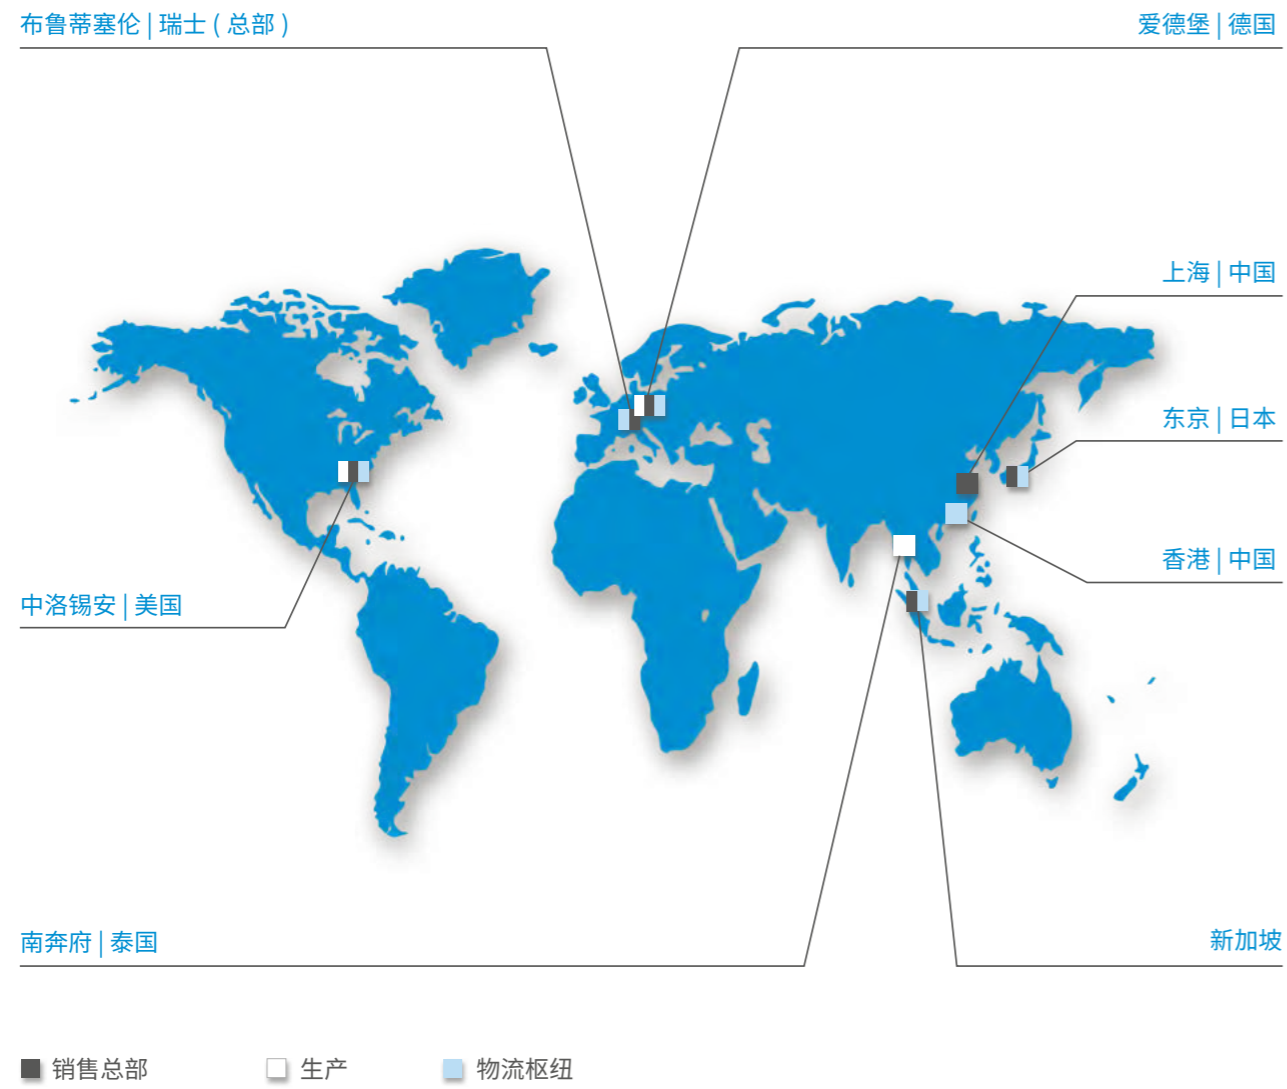 布鲁蒂塞伦 | 瑞士 ( 总部 )
爱德堡 | 德国
上海 | 中国
东京 | 日本
香港 | 中国
中洛锡安 | 美国
南奔府 | 泰国
新加坡
销售总部
生产
物流枢纽